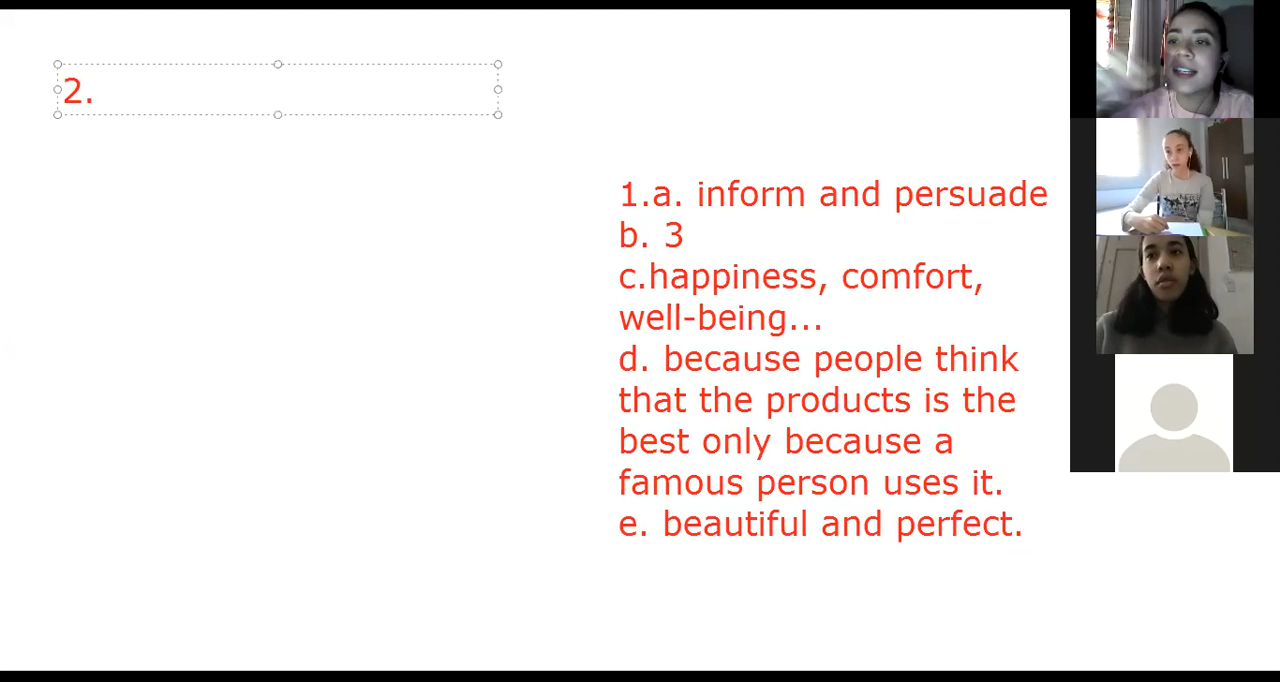 2.
1.a. inform and persuade
b. 3
c.happiness, comfort,
well-being...
d. because people think
that the products is the
best only because a
famous person uses it.
e. beautiful and perfect.